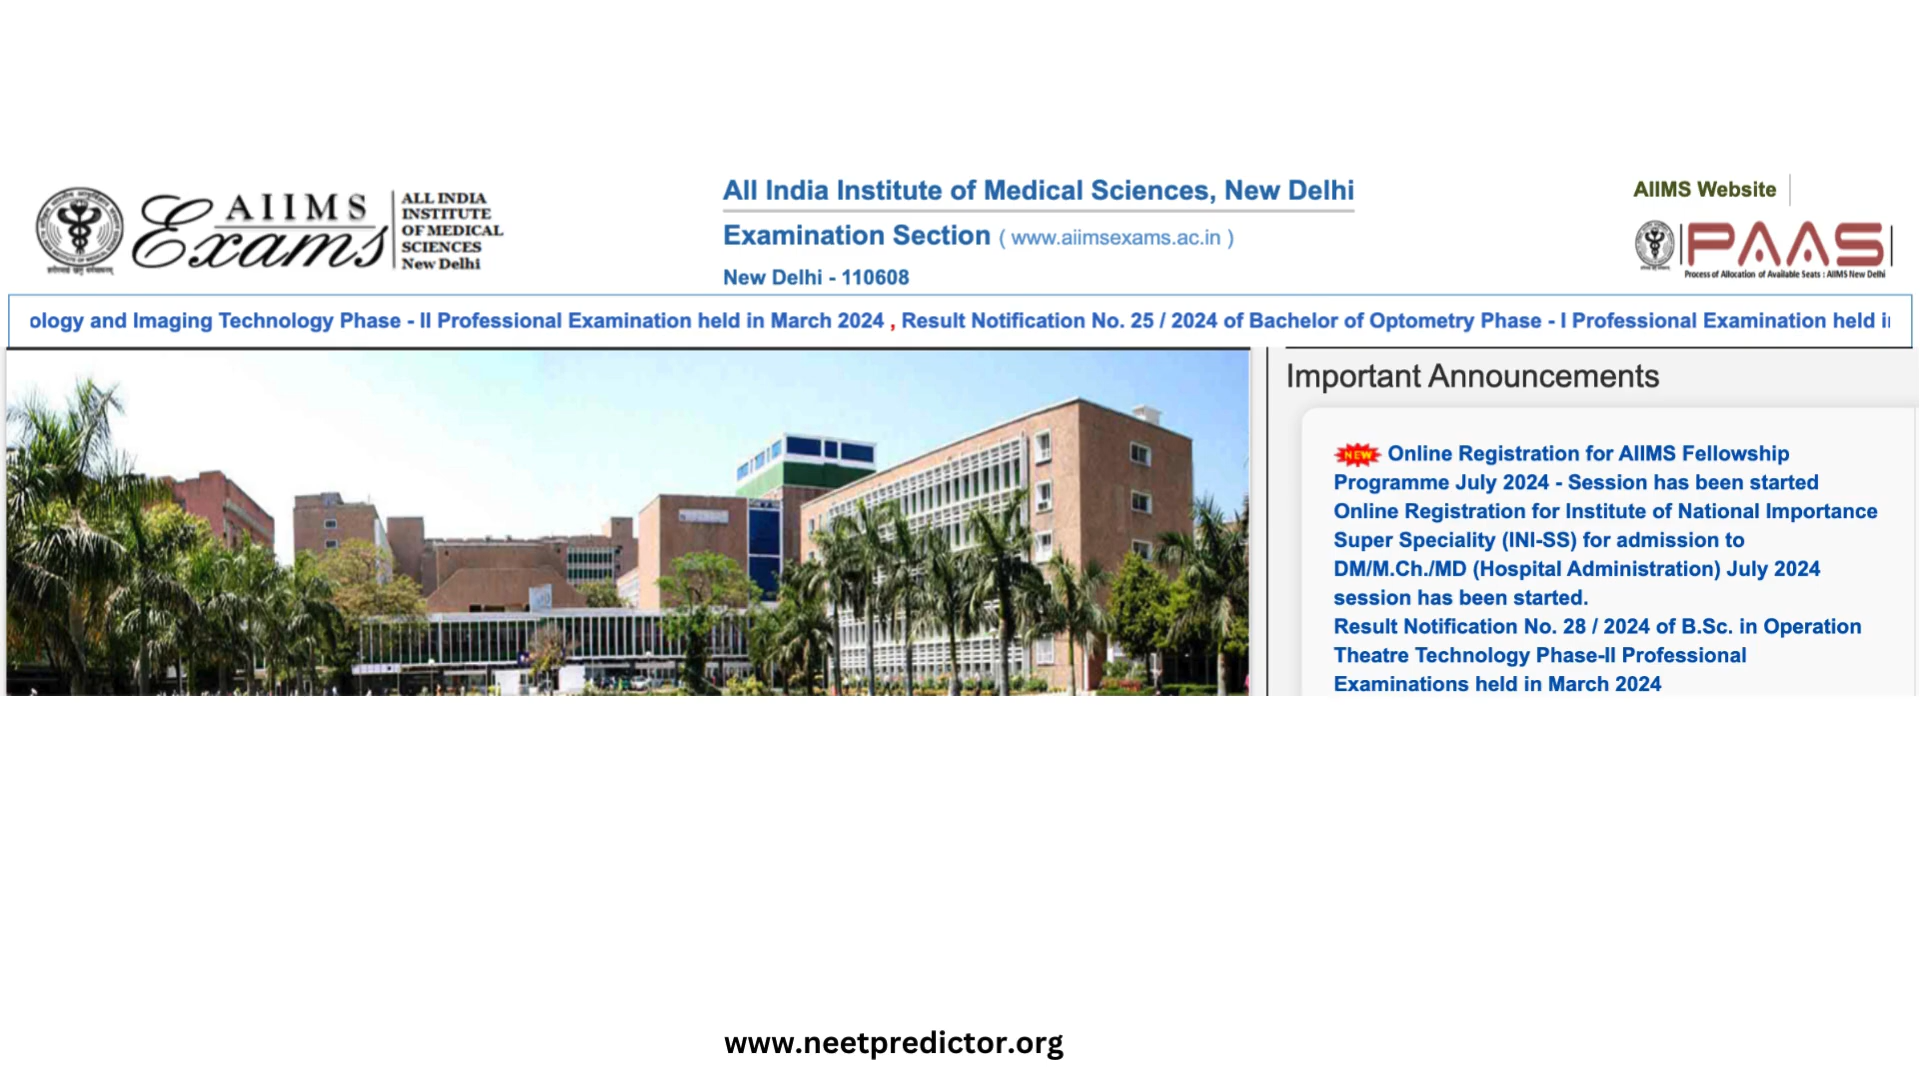 AIIMS
Exams
ALL INDIA
INSTITUTE
OF MEDICAL
SCIENCES
New Delhi
All India Institute of Medical Sciences, New Delhi
Examination Section ( www.aiimsexams.ac.in )
New Delhi - 110608
AIIMS Website
PAAS
Process of Allocation of Available Seats : AIIMS New Delhi
ology and Imaging Technology Phase - II Professional Examination held in March 2024 , Result Notification No. 25 / 2024 of Bachelor of Optometry Phase - I Professional Examination held i
Important Announcements
NEW Online Registration for AIIMS Fellowship
Programme July 2024 - Session has been started
Online Registration for Institute of National Importance
Super Speciality (INI-SS) for admission to
DM/M.Ch./MD (Hospital Administration) July 2024
session has been started.
Result Notification No. 28 / 2024 of B.Sc. in Operation
Theatre Technology Phase-II Professional
Examinations held in March 2024
www.neetpredictor.org